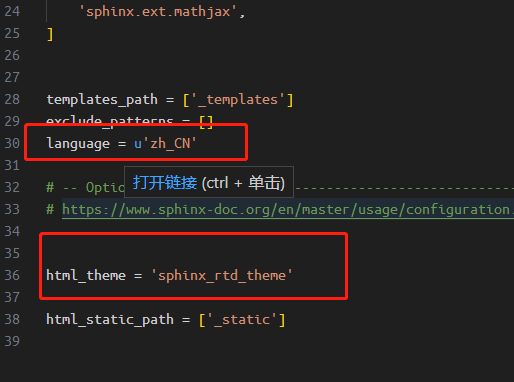 24 'sphinx.ext.mathjax',
25 ]
26
27
28 templates_path = ['_templates']
29 exclude_patterns = []
30 language = u'zh_CN'
31
打开链接 (ctrl + 单击)
32 # -- Optio
33 # https://www.sphinx-doc.org/en/master/usage/configuration.
34
35
36 html_theme = 'sphinx_rtd_theme'
37
38 html_static_path = ['_static']
39